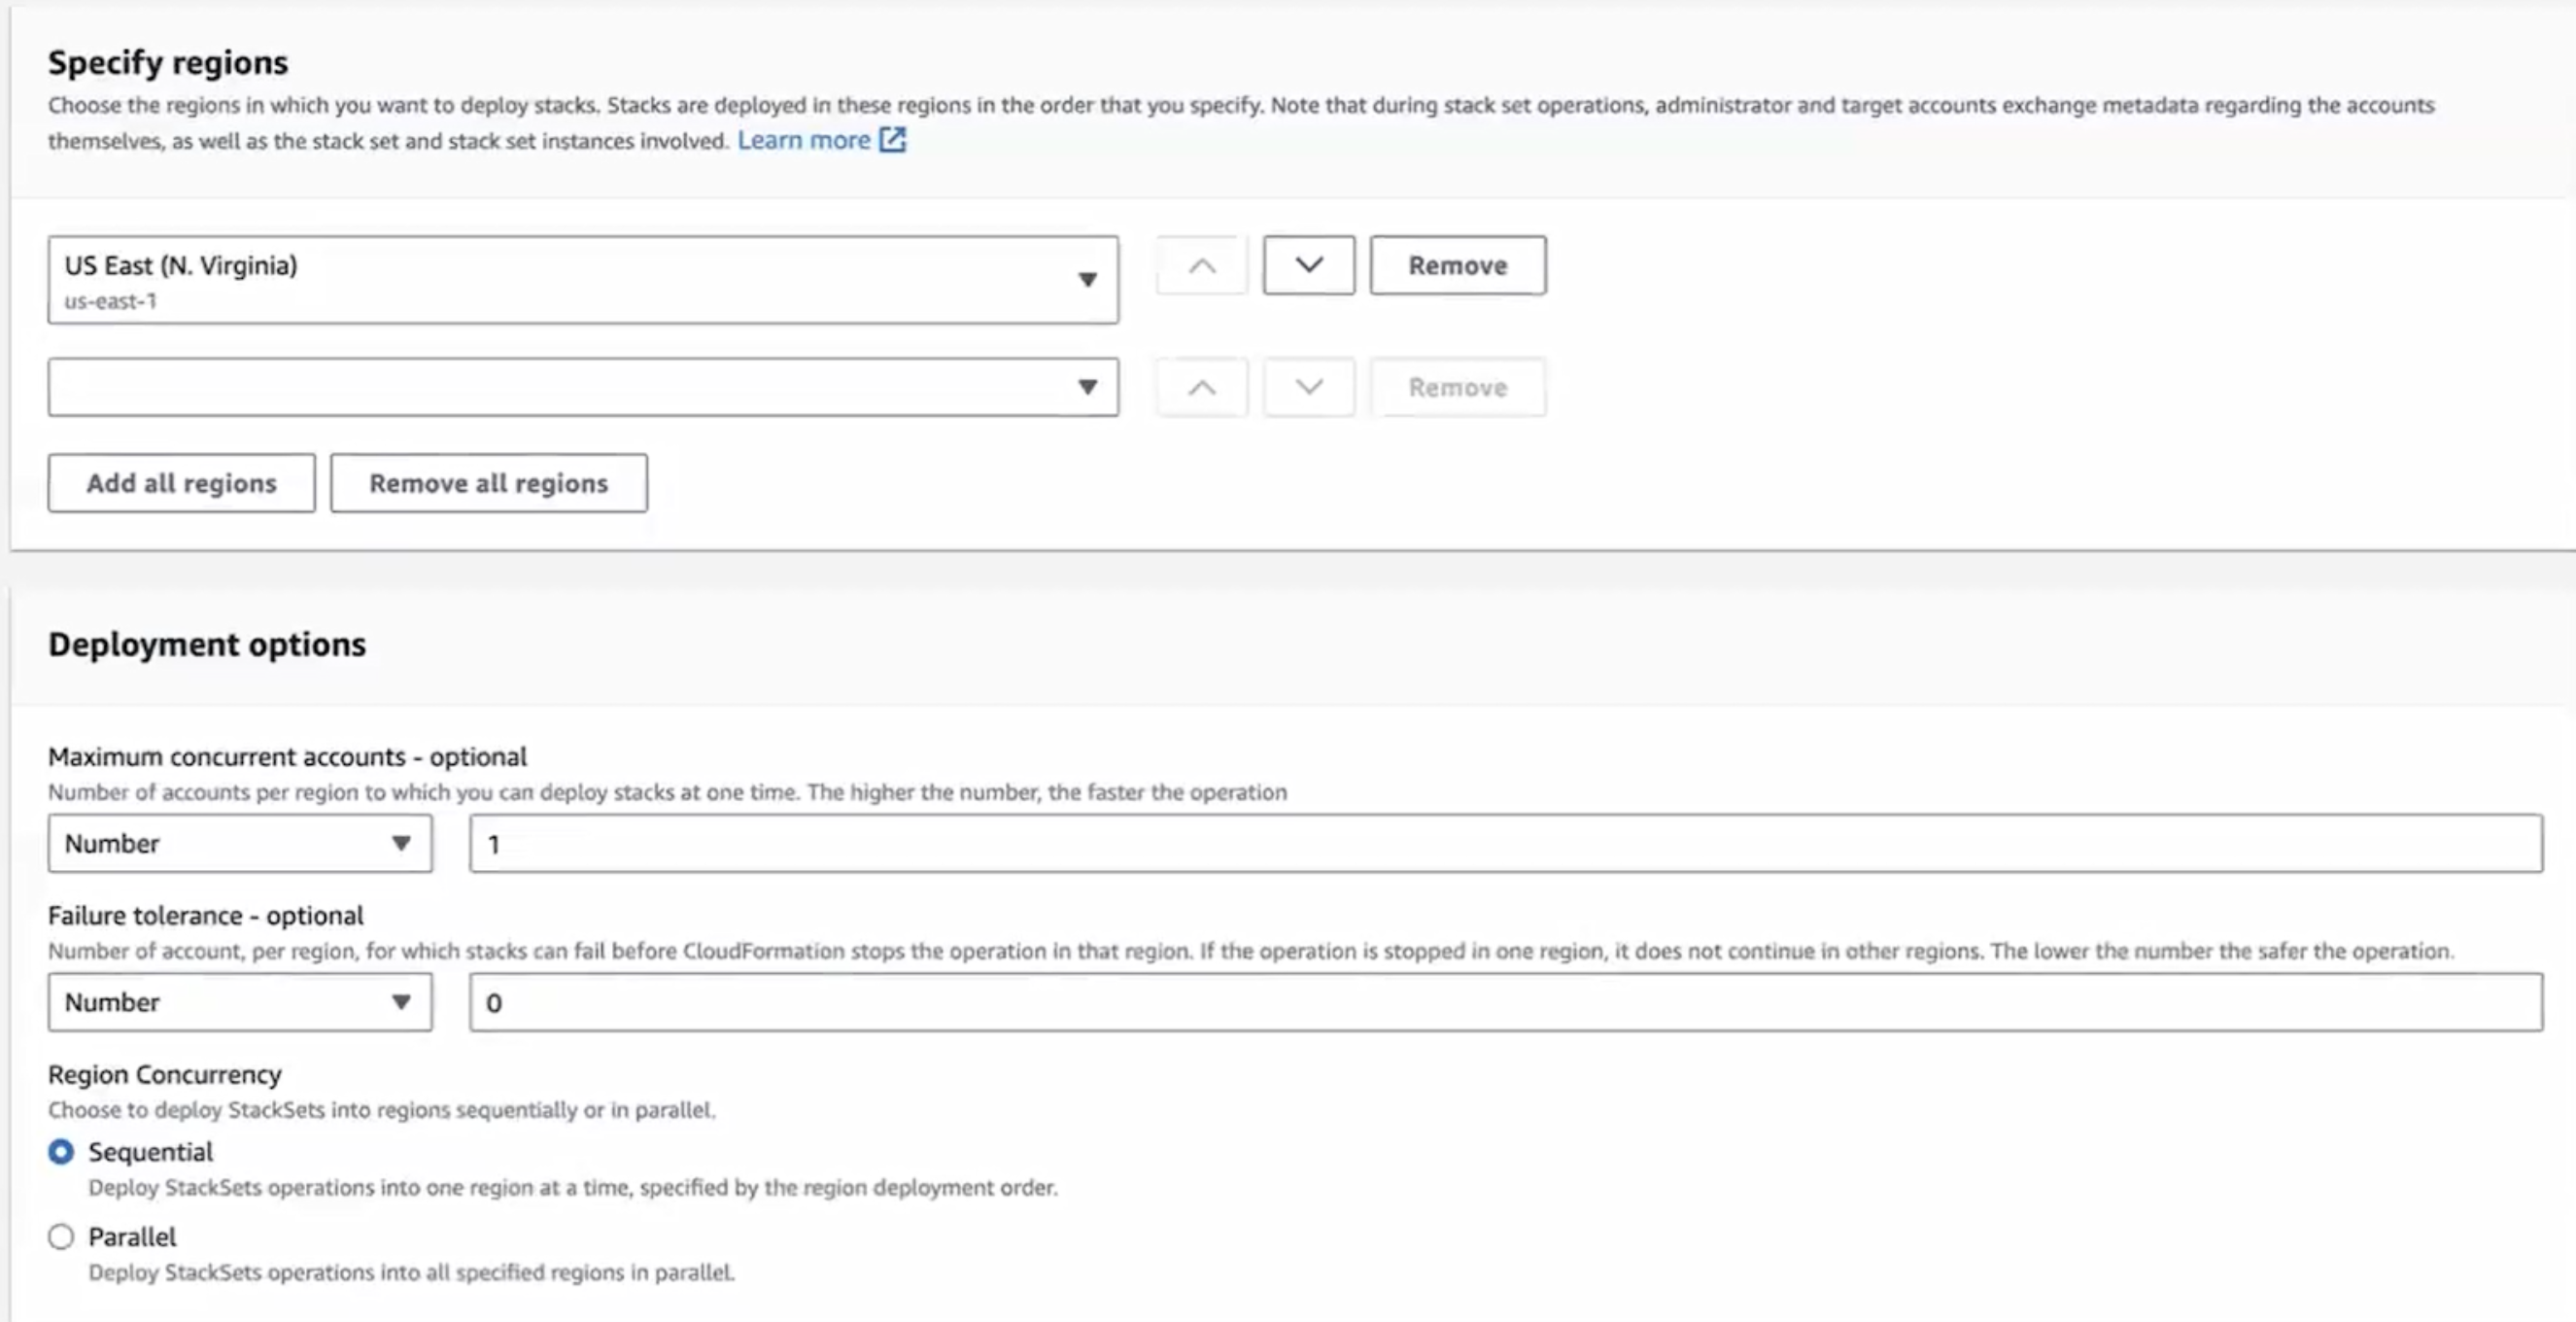 Specify regions
Choose the regions in which you want to deploy stacks. Stacks are deployed in these regions in the order that you specify. Note that during stack set operations, administrator and target accounts exchange metadata regarding the accounts
themselves, as well as the stack set and stack set instances involved. Learn more
US East (N. Virginia)
us-east-1
Remove
Remove
Add all regions
Remove all regions
Deployment options
Maximum concurrent accounts - optional
Number of accounts per region to which you can deploy stacks at one time. The higher the number, the faster the operation
Number
1
Failure tolerance - optional
Number of account, per region, for which stacks can fail before CloudFormation stops the operation in that region. If the operation is stopped in one region, it does not continue in other regions. The lower the number the safer the operation.
Number
0
Region Concurrency
Choose to deploy StackSets into regions sequentially or in parallel.
Sequential
Deploy StackSets operations into one region at a time, specified by the region deployment order.
Parallel
Deploy StackSets operations into all specified regions in parallel.